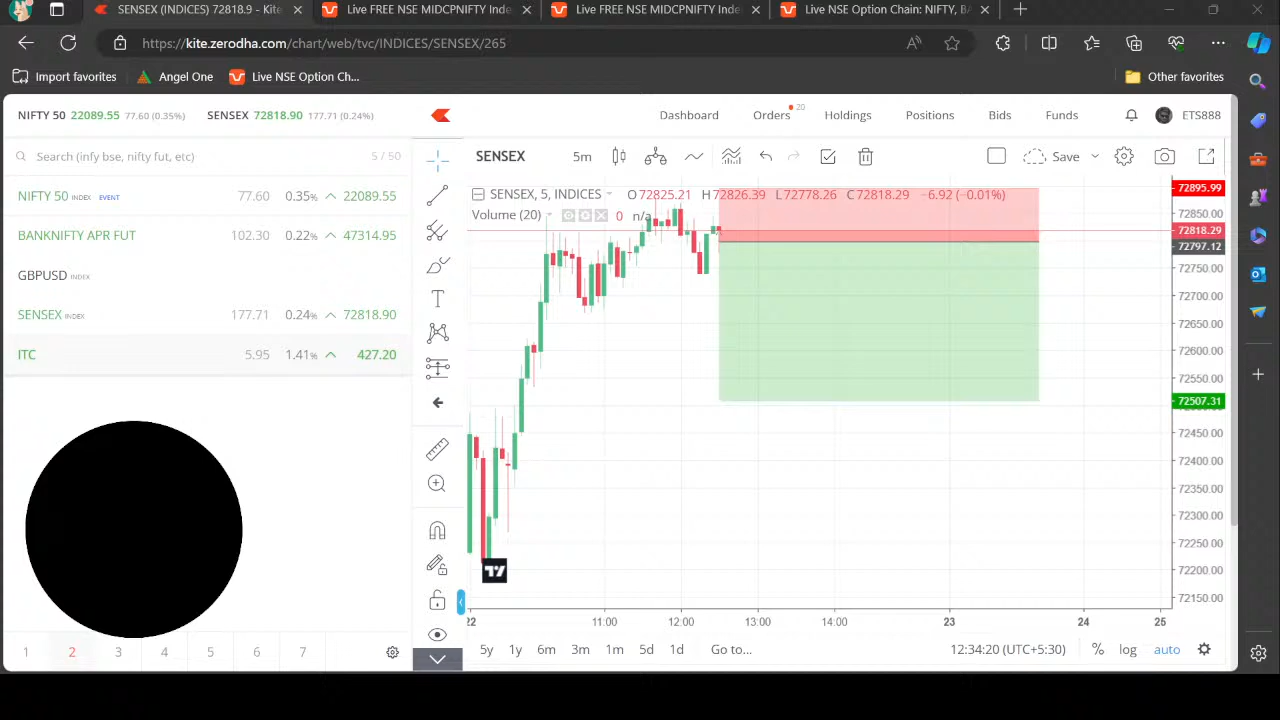 SENSEX (INDICES) 72818.9 - Kite
Live FREE NSE MIDCPNIFTY Inde
Live FREE NSE MIDCPNIFTY Inde
Live NSE Option Chain: NIFTY, BA
https://kite.zerodha.com/chart/web/tvc/INDICES/SENSEX/265
Import favorites
Angel One
Live NSE Option Ch...
Other favorites
NIFTY 50 22089.55 77.60 (0.35%)
SENSEX 72818.90 177.71 (0.24%)
Dashboard
Orders 20
Holdings
Positions
Bids
Funds
ETS888
Search (infy bse, nifty fut, etc) 5 / 50
NIFTY 50 INDEX EVENT 77.60 0.35% 22089.55
BANKNIFTY APR FUT 102.30 0.22% 47314.95
GBPUSD INDEX
SENSEX INDEX 177.71 0.24% 72818.90
ITC 5.95 1.41% 427.20
1 2 3 4 5 6 7
SENSEX 5m Save
SENSEX, 5, INDICES O72825.21 H72826.39 L72778.26 C72818.29 −6.92 (−0.01%)
Volume (20) 0 n/a
72895.99
72850.00
72818.29
72797.12
72750.00
72700.00
72650.00
72600.00
72550.00
72507.31
72450.00
72400.00
72350.00
72300.00
72250.00
72200.00
72150.00
22 11:00 12:00 13:00 14:00 23 24 25
5y 1y 6m 3m 1m 5d 1d Go to... 12:34:20 (UTC+5:30) % log auto